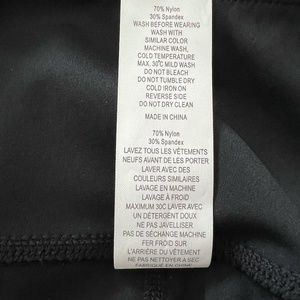 70% Nylon
30% Spandex
WASH BEFORE WEARING
WASH WITH
SIMILAR COLOR
MACHINE WASH,
COLD TEMPERATURE
MAX. 30C MILD WASH
DO NOT BLEACH
DO NOT TUMBLE DRY
COLD IRON ON
REVERSE SIDE
DO NOT DRY CLEAN
MADE IN CHINA
70% Nylon
30% Spandex
LAVEZ TOUS LES VÊTEMENTS
NEUFS AVANT DE LES PORTER
LAVER AVEC DES
COULEURS SIMILAIRES
LAVAGE EN MACHINE
LAVAGE À FROID
MAXIMUM 30C LAVER AVEC
UN DÉTERGENT DOUX
NE PAS JAVELLISER
PAS DE SÉCHAGE MACHINE
FER FROID SUR
L'ARRIÈRE DU VÊTEMENT
NE PAS NETTOYER A SEC
FABRIQUÉ EN CHINE